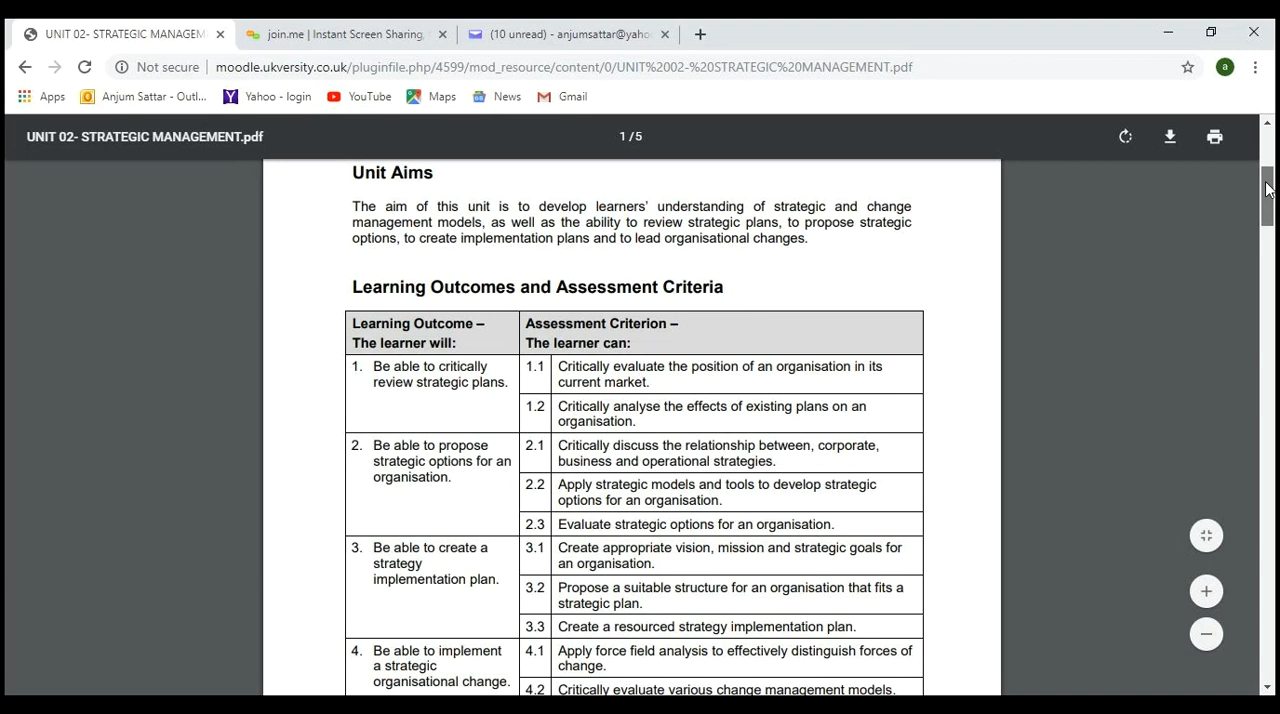 UNIT 02- STRATEGIC MANAGEM
join.me | Instant Screen Sharing,
(10 unread) - anjumsattar@yaho
Not secure
moodle.ukversity.co.uk/pluginfile.php/4599/mod_resource/content/0/UNIT%2002-%20STRATEGIC%20MANAGEMENT.pdf
a
Apps
Anjum Sattar - Outl...
Yahoo - login
YouTube
Maps
News
Gmail
UNIT 02- STRATEGIC MANAGEMENT.pdf
1 / 5
Unit Aims
The aim of this unit is to develop learners' understanding of strategic and change
management models, as well as the ability to review strategic plans, to propose strategic
options, to create implementation plans and to lead organisational changes.
Learning Outcomes and Assessment Criteria
Learning Outcome –
The learner will:
Assessment Criterion –
The learner can:
1. Be able to critically
review strategic plans.
1.1 Critically evaluate the position of an organisation in its
current market.
1.2 Critically analyse the effects of existing plans on an
organisation.
2. Be able to propose
strategic options for an
organisation.
2.1 Critically discuss the relationship between, corporate,
business and operational strategies.
2.2 Apply strategic models and tools to develop strategic
options for an organisation.
2.3 Evaluate strategic options for an organisation.
3. Be able to create a
strategy
implementation plan.
3.1 Create appropriate vision, mission and strategic goals for
an organisation.
3.2 Propose a suitable structure for an organisation that fits a
strategic plan.
3.3 Create a resourced strategy implementation plan.
4. Be able to implement
a strategic
organisational change.
4.1 Apply force field analysis to effectively distinguish forces of
change.
4.2 Critically evaluate various change management models.